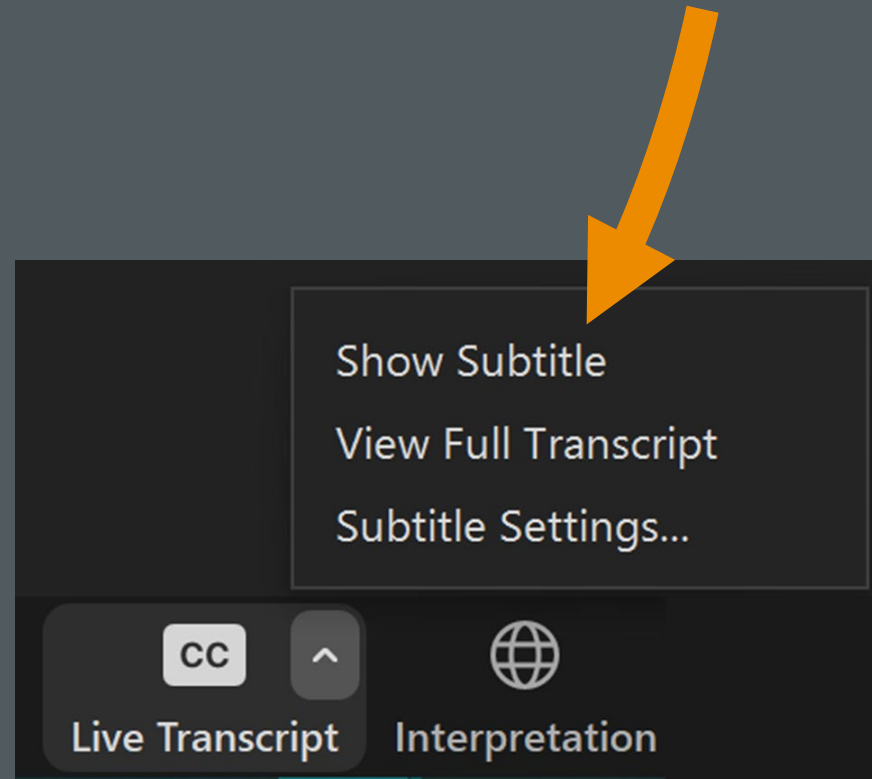 Show Subtitle
View Full Transcript
Subtitle Settings...
CC
Live Transcript
Interpretation